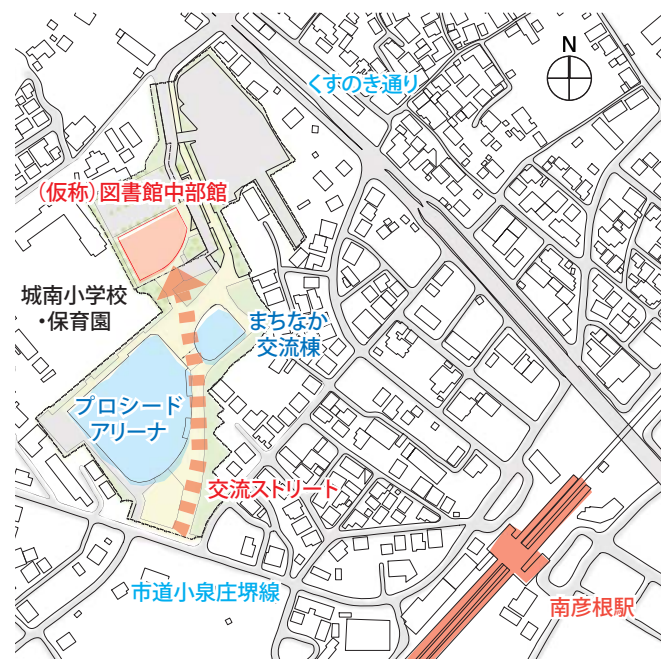 N
くすのき通り
(仮称)図書館中部館
城南小学校
・保育園
まちなか
交流棟
プロシード
アリーナ
交流ストリート
市道小泉庄堺線
南彦根駅